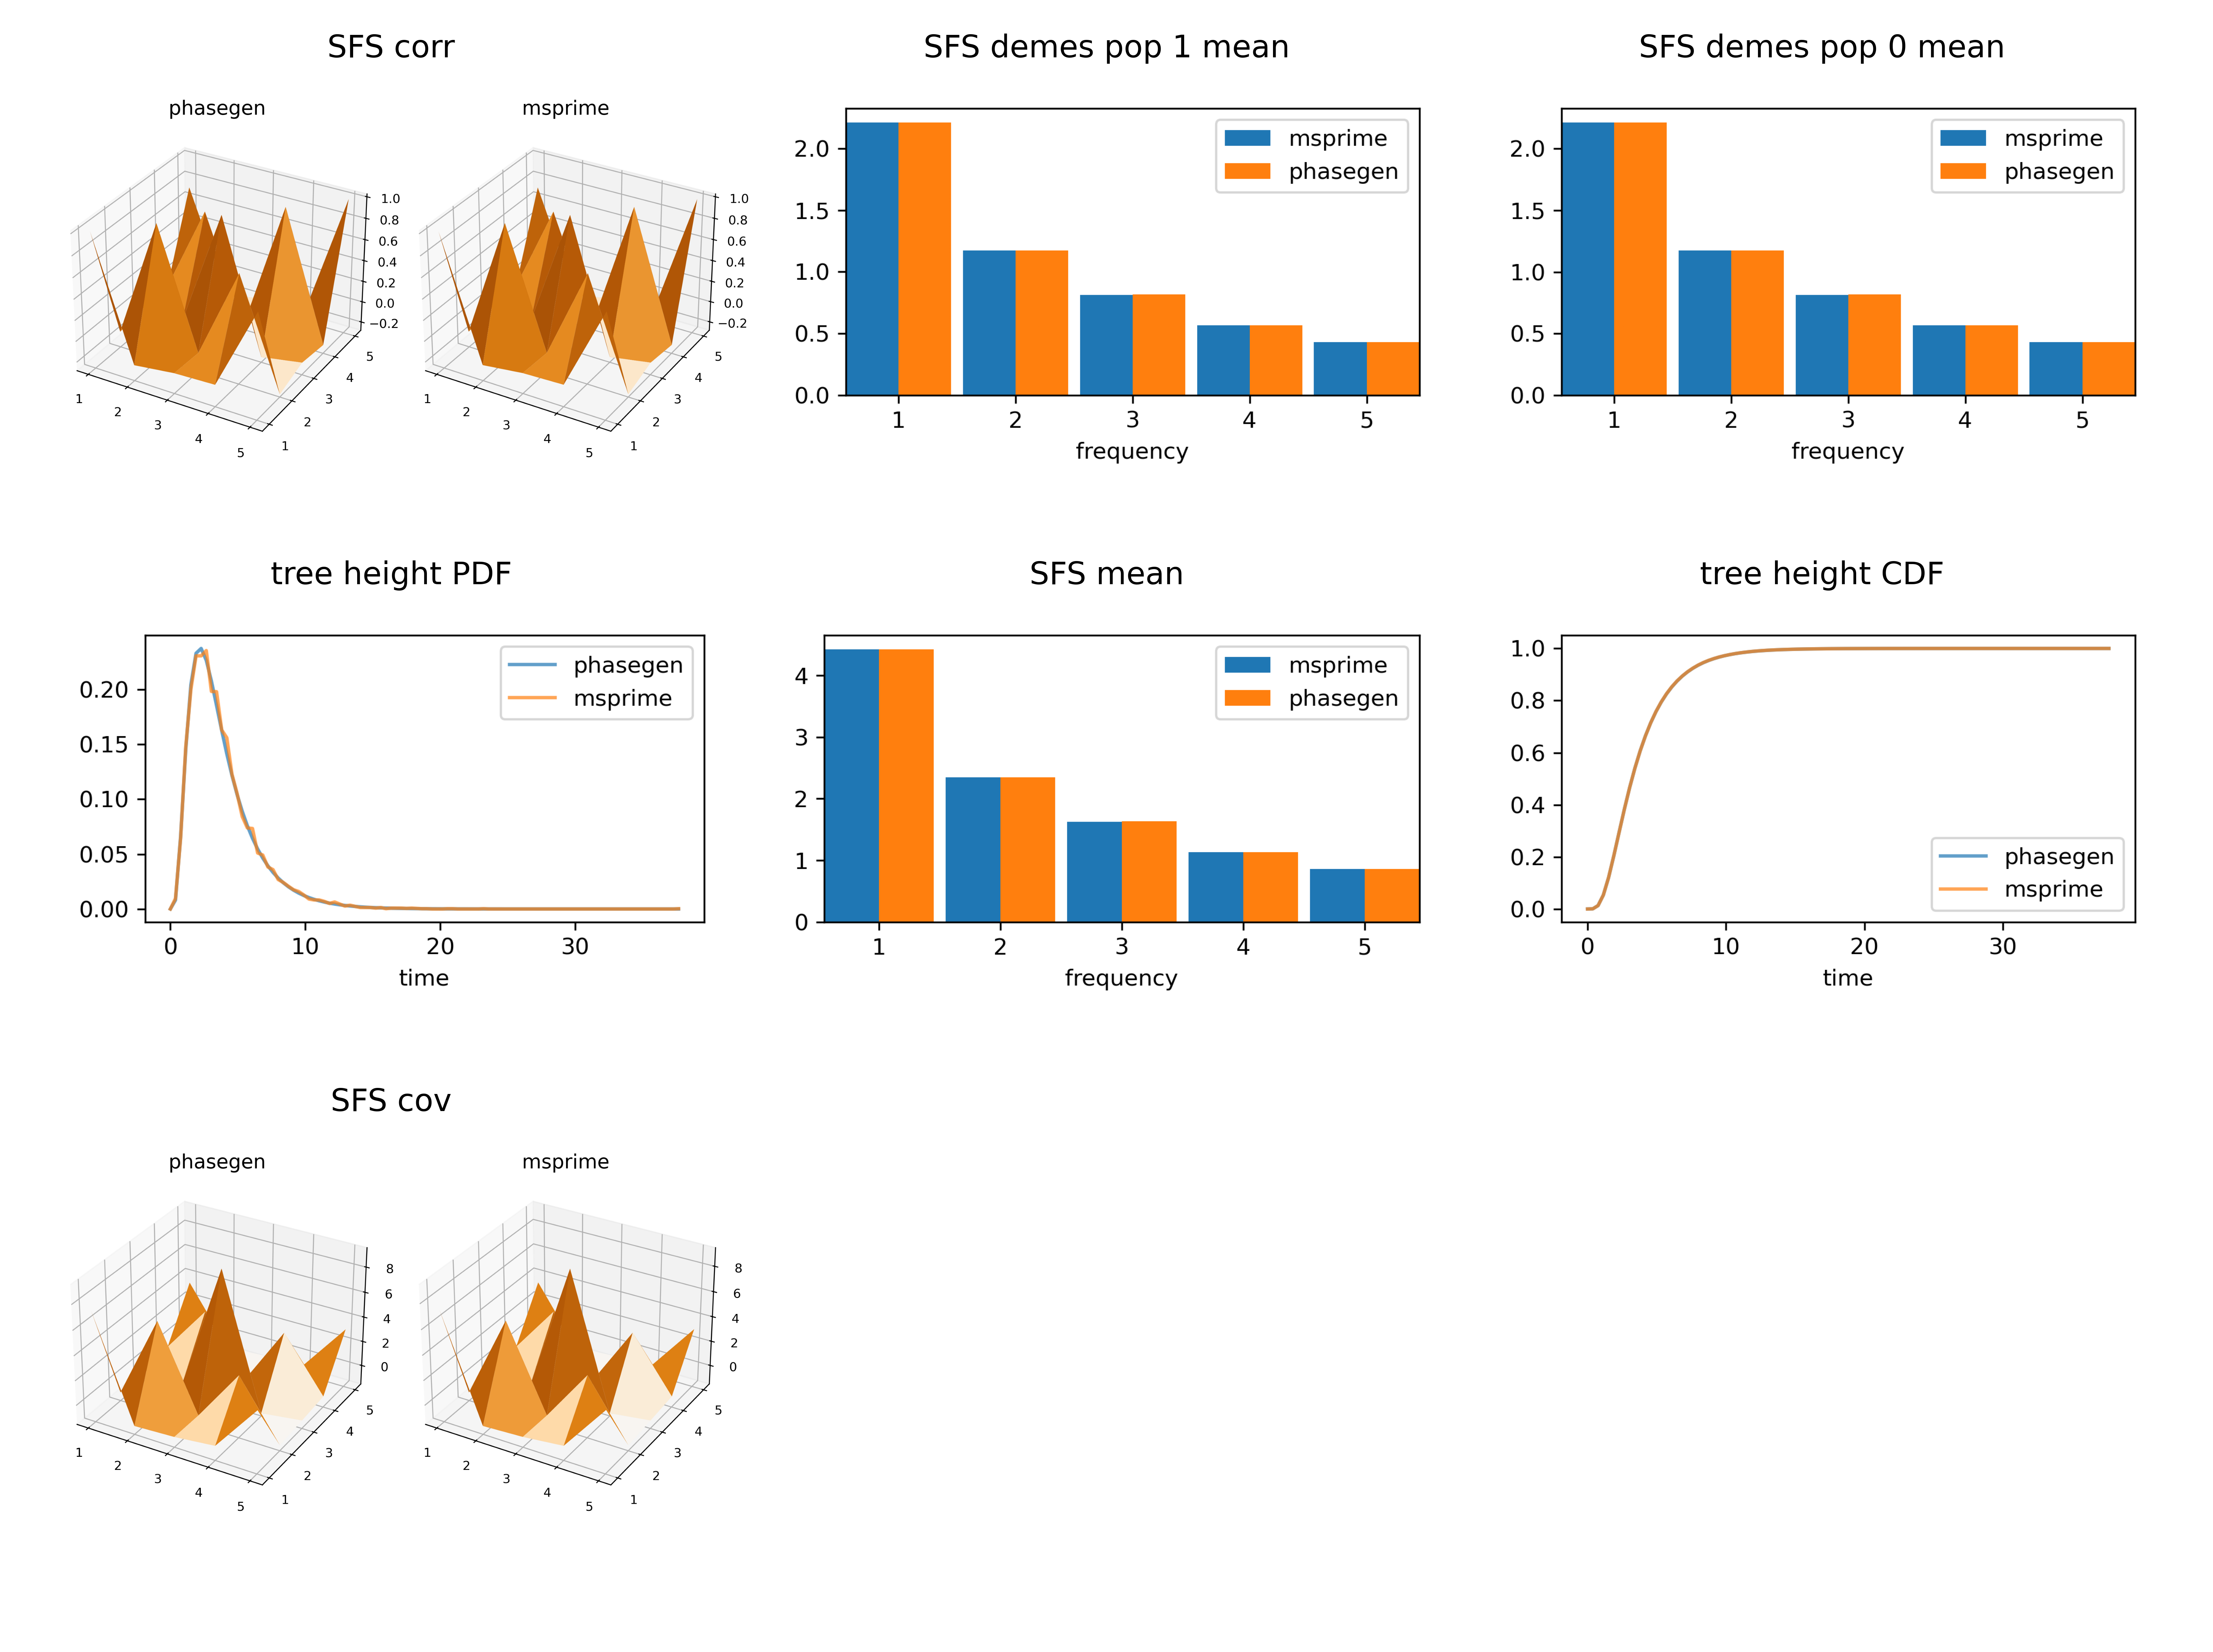 SFS corr
phasegen
msprime
1.0
0.8
0.6
0.4
0.2
0.0
−0.2
1
2
3
4
5
1
2
3
4
5
1.0
0.8
0.6
0.4
0.2
0.0
−0.2
1
2
3
4
5
1
2
3
4
5
SFS demes pop 1 mean
msprime
phasegen
2.0
1.5
1.0
0.5
0.0
1 2 3 4 5
frequency
SFS demes pop 0 mean
msprime
phasegen
2.0
1.5
1.0
0.5
0.0
1 2 3 4 5
frequency
tree height PDF
phasegen
msprime
0.20
0.15
0.10
0.05
0.00
0 10 20 30
time
SFS mean
msprime
phasegen
4
3
2
1
0
1 2 3 4 5
frequency
tree height CDF
1.0
0.8
0.6
0.4
0.2
0.0
phasegen
msprime
0 10 20 30
time
SFS cov
phasegen
msprime
8
6
4
2
0
1
2
3
4
5
1
2
3
4
5
8
6
4
2
0
1
2
3
4
5
1
2
3
4
5